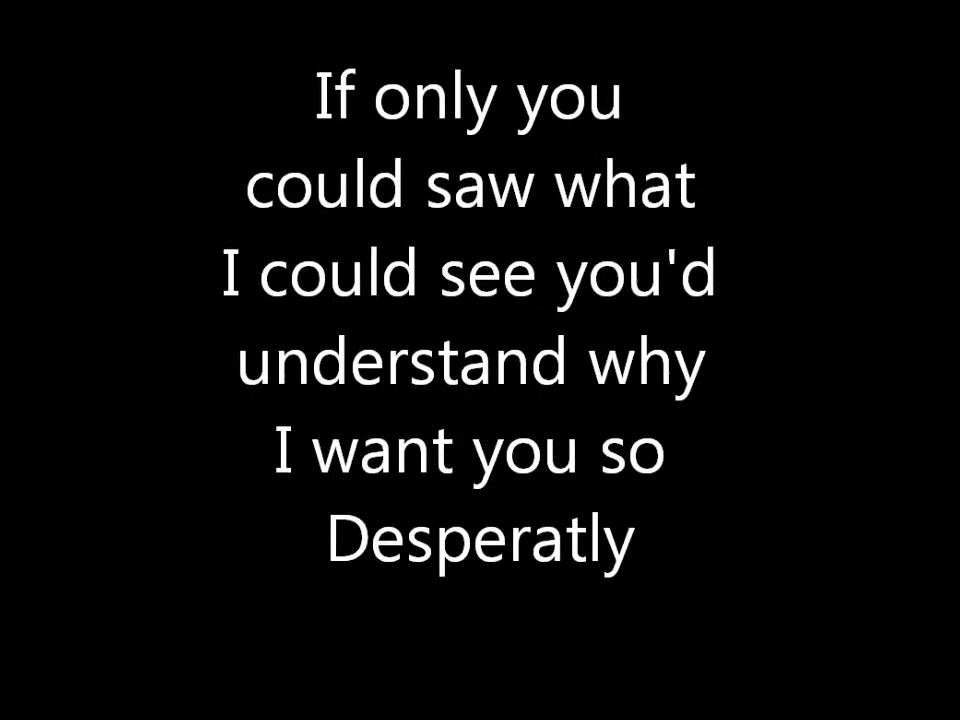 If only you
could saw what
I could see you'd
understand why
I want you so
Desperatly